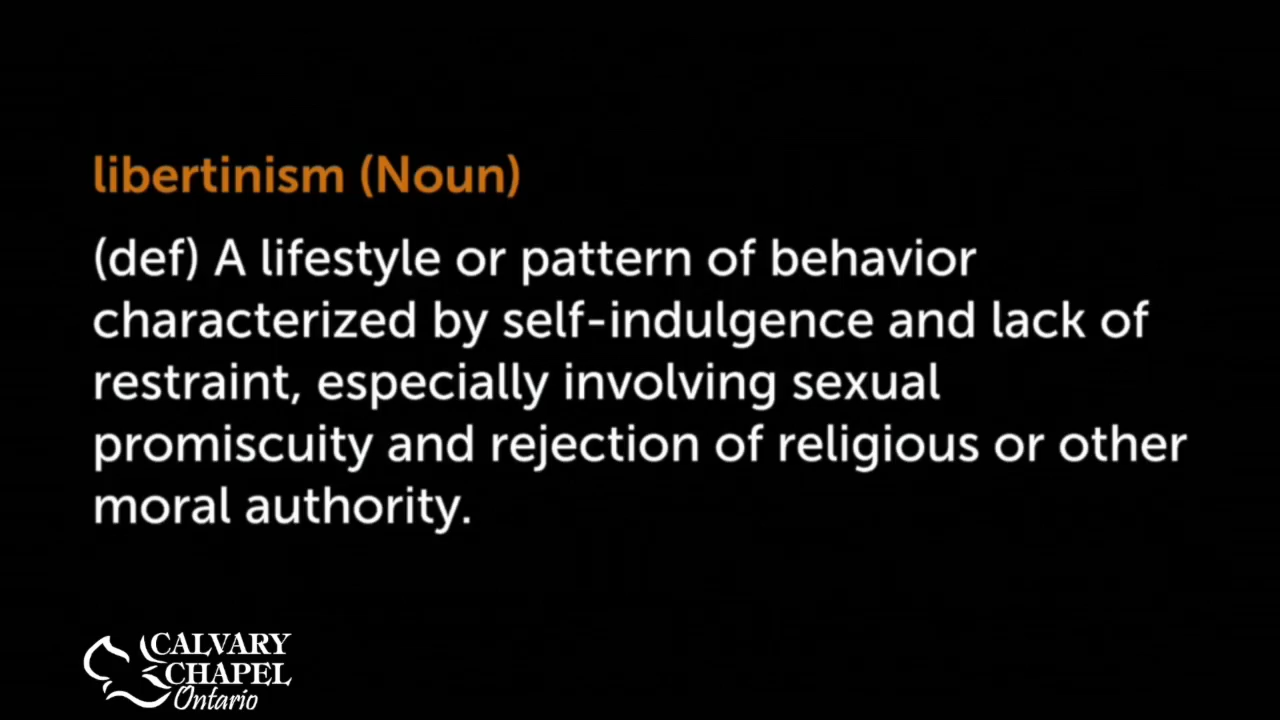 libertinism (Noun)
(def) A lifestyle or pattern of behavior
characterized by self-indulgence and lack of
restraint, especially involving sexual
promiscuity and rejection of religious or other
moral authority.
CALVARY
CHAPEL
Ontario